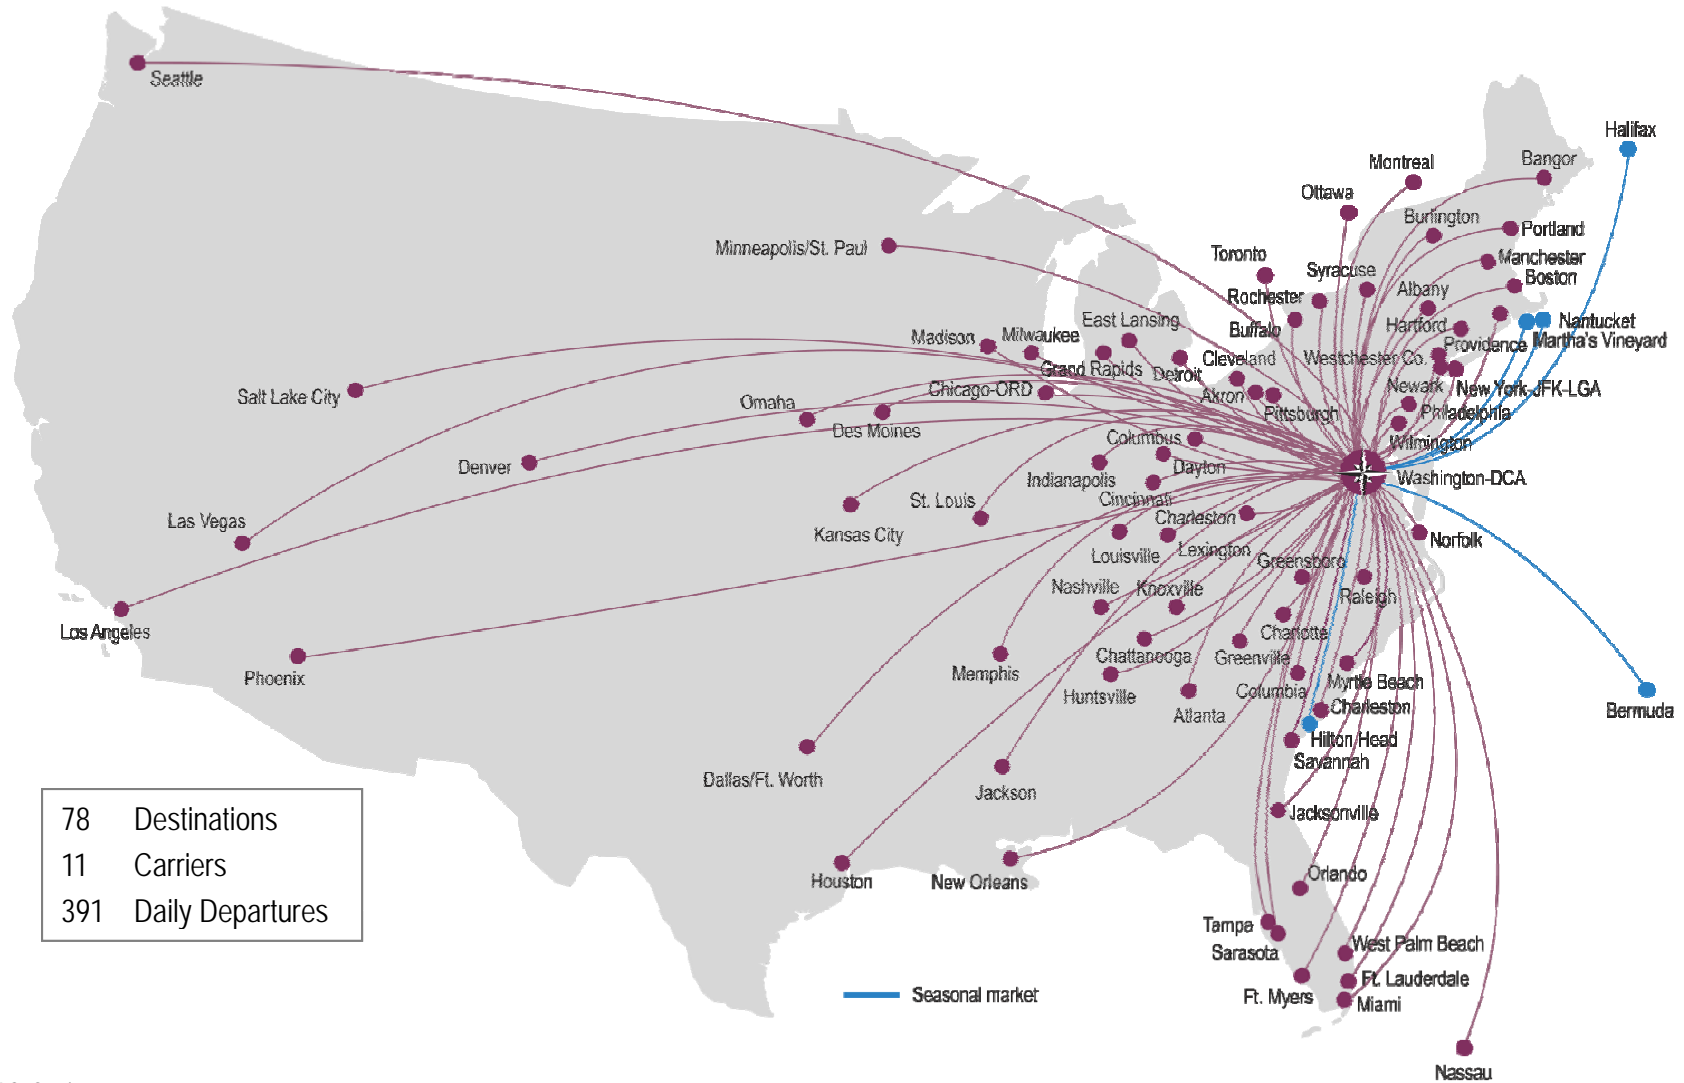 Seattle
Halifax
Bangor
Montreal
Ottawa
Burlington
Portland
Minneapolis/St. Paul
Toronto
Manchester
Syracuse
Boston
Albany
Rochester
East Lansing
Nantucket
Hartford
Buffalo
Madison
Milwaukee
Providence
Martha's Vineyard
Cleveland
Westchester Co.
Grand Rapids
Detroit
Newark
New York-JFK-LGA
Chicago-ORD
Salt Lake City
Akron
Omaha
Pittsburgh
Philadelphia
Des Moines
Columbus
Wilmington
Denver
Dayton
Indianapolis
Washington-DCA
Cincinnati
St. Louis
Charleston
Las Vegas
Kansas City
Norfolk
Lexington
Louisville
Greensboro
Nashville
Knoxville
Raleigh
Los Angeles
Charlotte
Chattanooga
Greenville
Memphis
Phoenix
Myrtle Beach
Columbia
Huntsville
Charleston
Bermuda
Atlanta
Hilton Head
Savannah
Dallas/Ft. Worth
Jackson
Jacksonville
78 Destinations
11 Carriers
391 Daily Departures
Orlando
Houston
New Orleans
Tampa
West Palm Beach
Sarasota
Ft. Lauderdale
Seasonal market
Ft. Myers
Miami
Nassau